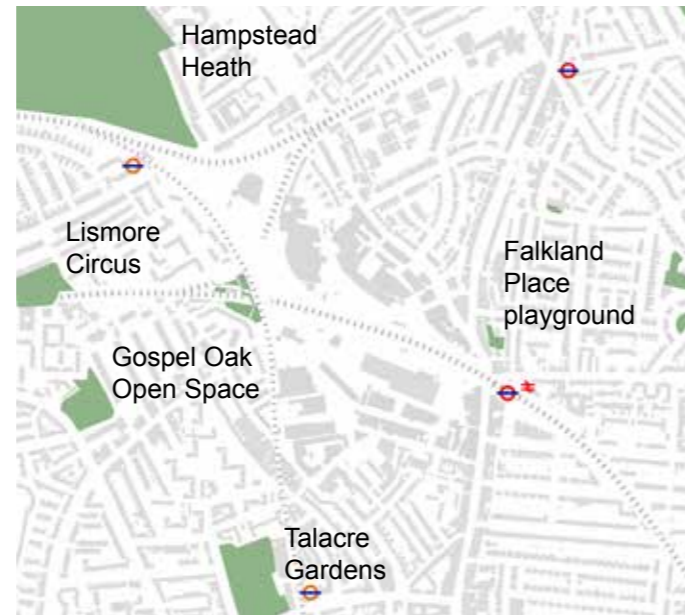 Hampstead
Heath
Lismore
Circus
Falkland
Place
playground
Gospel Oak
Open Space
Talacre
Gardens